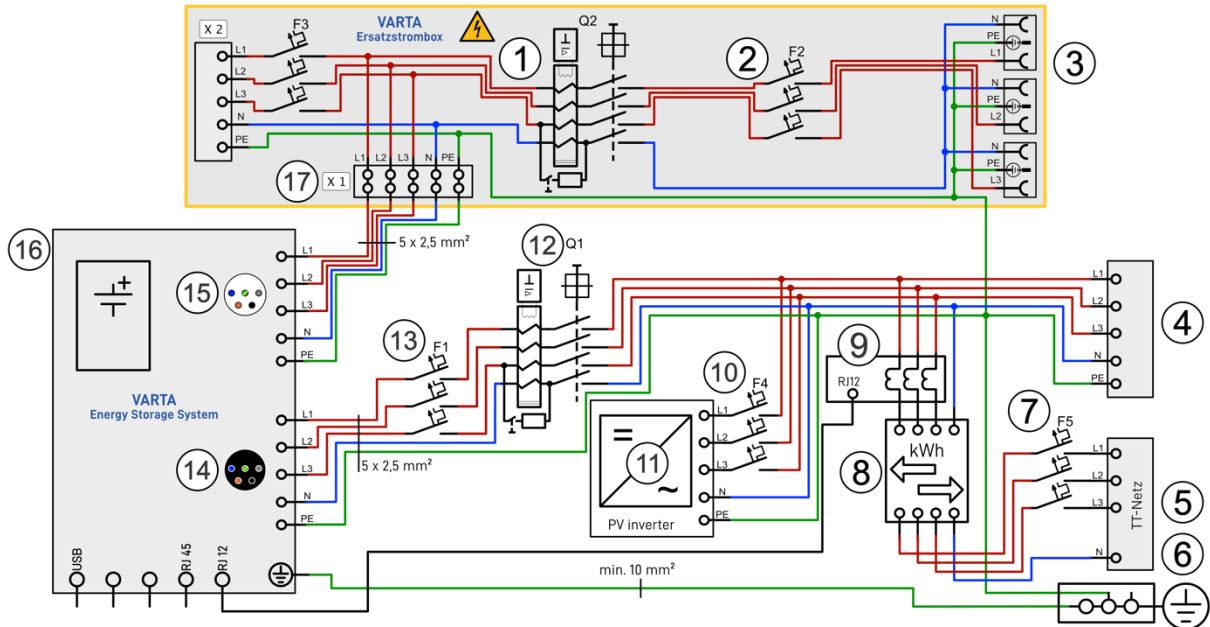 X 2
F3
VARTA
Ersatzstrombox
Q2
1
2
F2
3
L1
L2
L3
N
PE
N
PE
L1
N
PE
L2
N
PE
L3
L1 L2 L3 N PE
17
X 1
16
5 x 2,5 mm²
12
Q1
L1
L2
L3
N
PE
15
+
13
F1
VARTA
Energy Storage System
L1
L2
L3
N
PE
14
5 x 2,5 mm²
L1
L2
L3
N
PE
4
9
RJ12
10
F4
L1
L2
L3
N
PE
=
11
~
PV inverter
kWh
8
7
F5
L1
L2
L3
N
TT-Netz
5
6
USB
RJ 45
RJ 12
min. 10 mm²